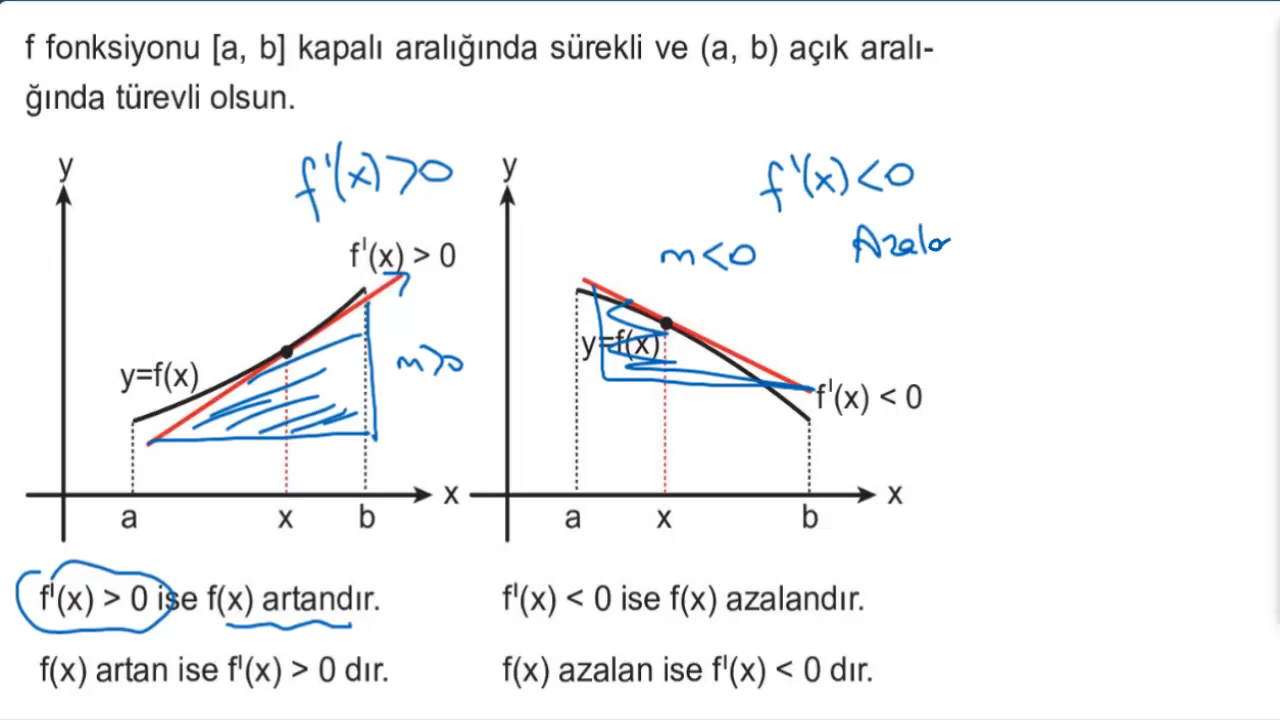 f fonksiyonu [a, b] kapalı aralığında sürekli ve (a, b) açık aralı-
ğında türevli olsun.
y
f'(x) > 0
f'(x) > 0
y=f(x)
m>0
x
a
x
b
y
f'(x) < 0
m<0
Azala
y=f(x)
f'(x) < 0
x
a
x
b
f'(x) > 0 ise f(x) artandır.
f'(x) < 0 ise f(x) azalandır.
f(x) artan ise f'(x) > 0 dır.
f(x) azalan ise f'(x) < 0 dır.